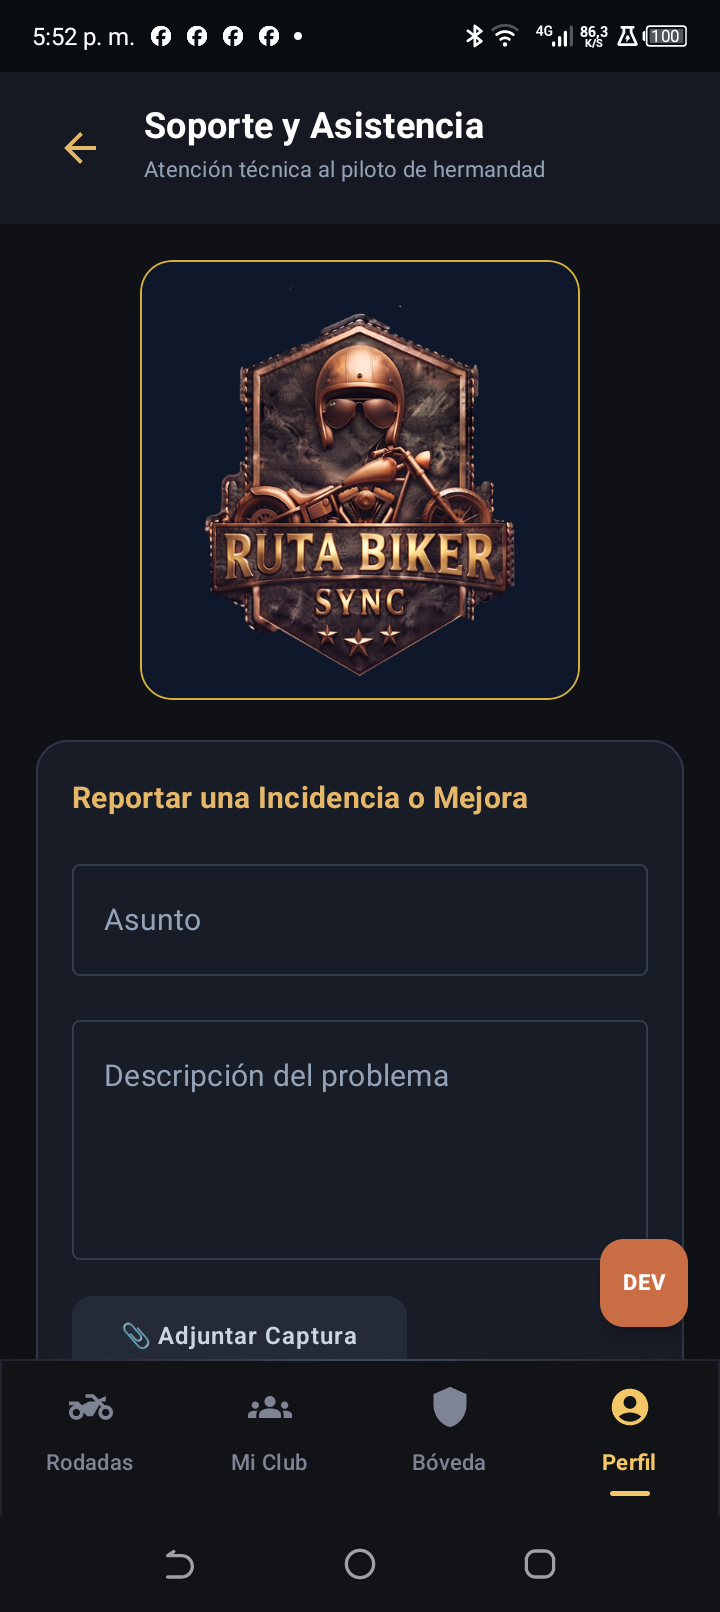 5:52 p. m.
4G 86,3 K/S 100
Soporte y Asistencia
Atención técnica al piloto de hermandad
RUTA BIKER
SYNC
Reportar una Incidencia o Mejora
Asunto
Descripción del problema
DEV
Adjuntar Captura
Rodadas Mi Club Bóveda Perfil